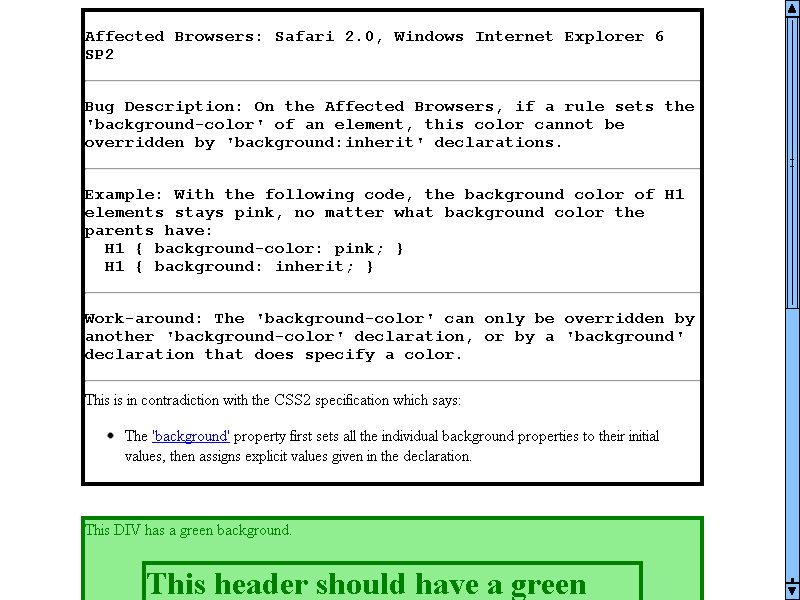 Affected Browsers: Safari 2.0, Windows Internet Explorer 6
SP2
Bug Description: On the Affected Browsers, if a rule sets the
'background-color' of an element, this color cannot be
overridden by 'background:inherit' declarations.
Example: With the following code, the background color of H1
elements stays pink, no matter what background color the
parents have:
H1 { background-color: pink; }
H1 { background: inherit; }
Work-around: The 'background-color' can only be overridden by
another 'background-color' declaration, or by a 'background'
declaration that does specify a color.
This is in contradiction with the CSS2 specification which says:
The 'background' property first sets all the individual background properties to their initial
values, then assigns explicit values given in the declaration.
This DIV has a green background.
This header should have a green